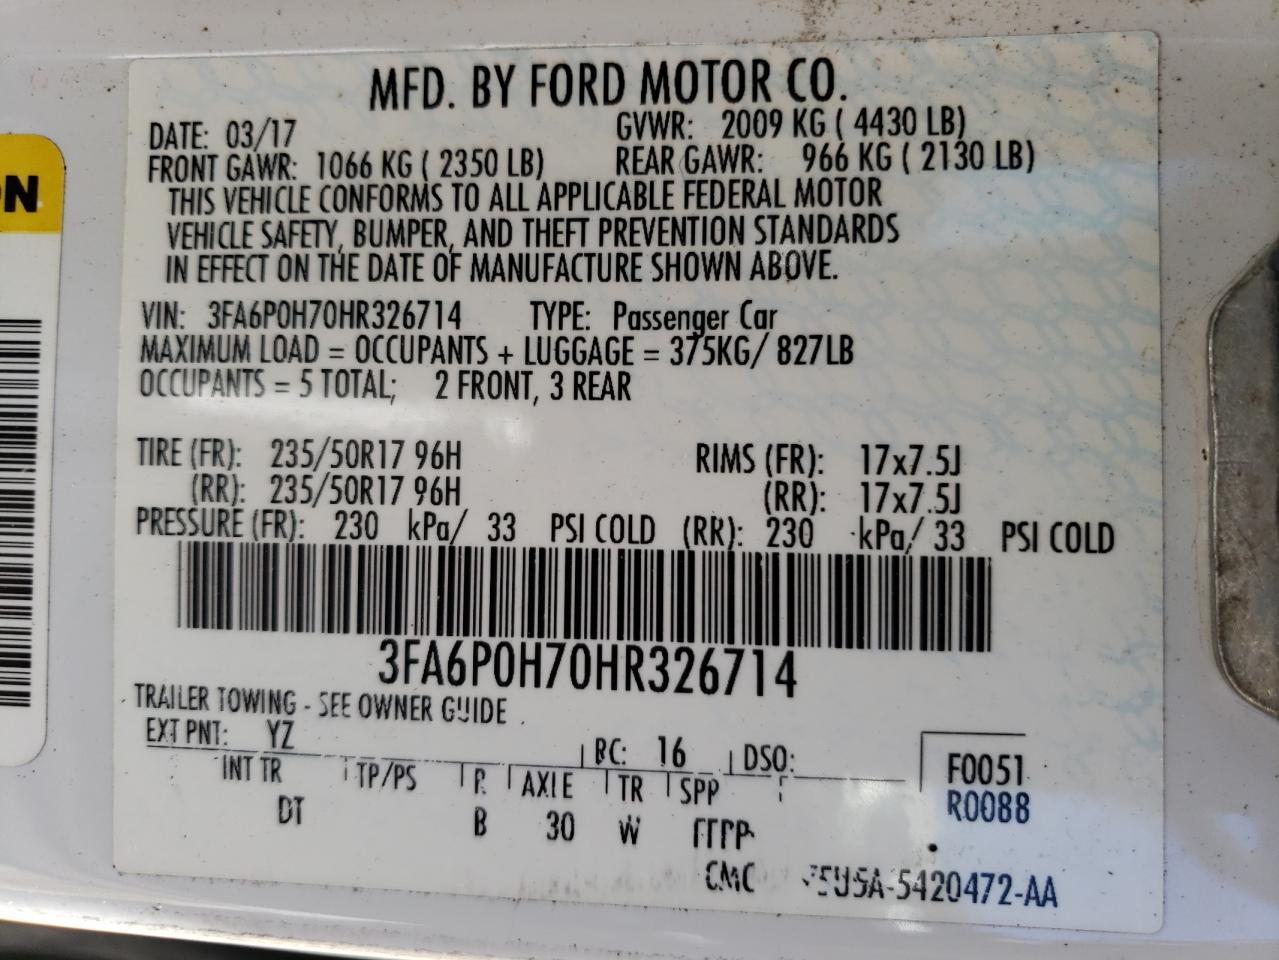 MFD. BY FORD MOTOR CO.
DATE: 03/17 GVWR: 2009 KG ( 4430 LB)
FRONT GAWR: 1066 KG ( 2350 LB) REAR GAWR: 966 KG ( 2130 LB)
THIS VEHICLE CONFORMS TO ALL APPLICABLE FEDERAL MOTOR
VEHICLE SAFETY, BUMPER, AND THEFT PREVENTION STANDARDS
IN EFFECT ON THE DATE OF MANUFACTURE SHOWN ABOVE.
VIN: 3FA6P0H70HR326714 TYPE: Passenger Car
MAXIMUM LOAD = OCCUPANTS + LUGGAGE = 375KG/ 827LB
OCCUPANTS = 5 TOTAL; 2 FRONT, 3 REAR
TIRE (FR): 235/50R17 96H RIMS (FR): 17x7.5J
(RR): 235/50R17 96H (RR): 17x7.5J
PRESSURE (FR): 230 kPa/ 33 PSI COLD (RR): 230 kPa/ 33 PSI COLD
3FA6P0H70HR326714
TRAILER TOWING - SEE OWNER GUIDE
EXT PNT: YZ RC: 16 DSO:
F0051
INT TR TP/PS R AXLE TR SPP
R0088
DT B 30 W
ON